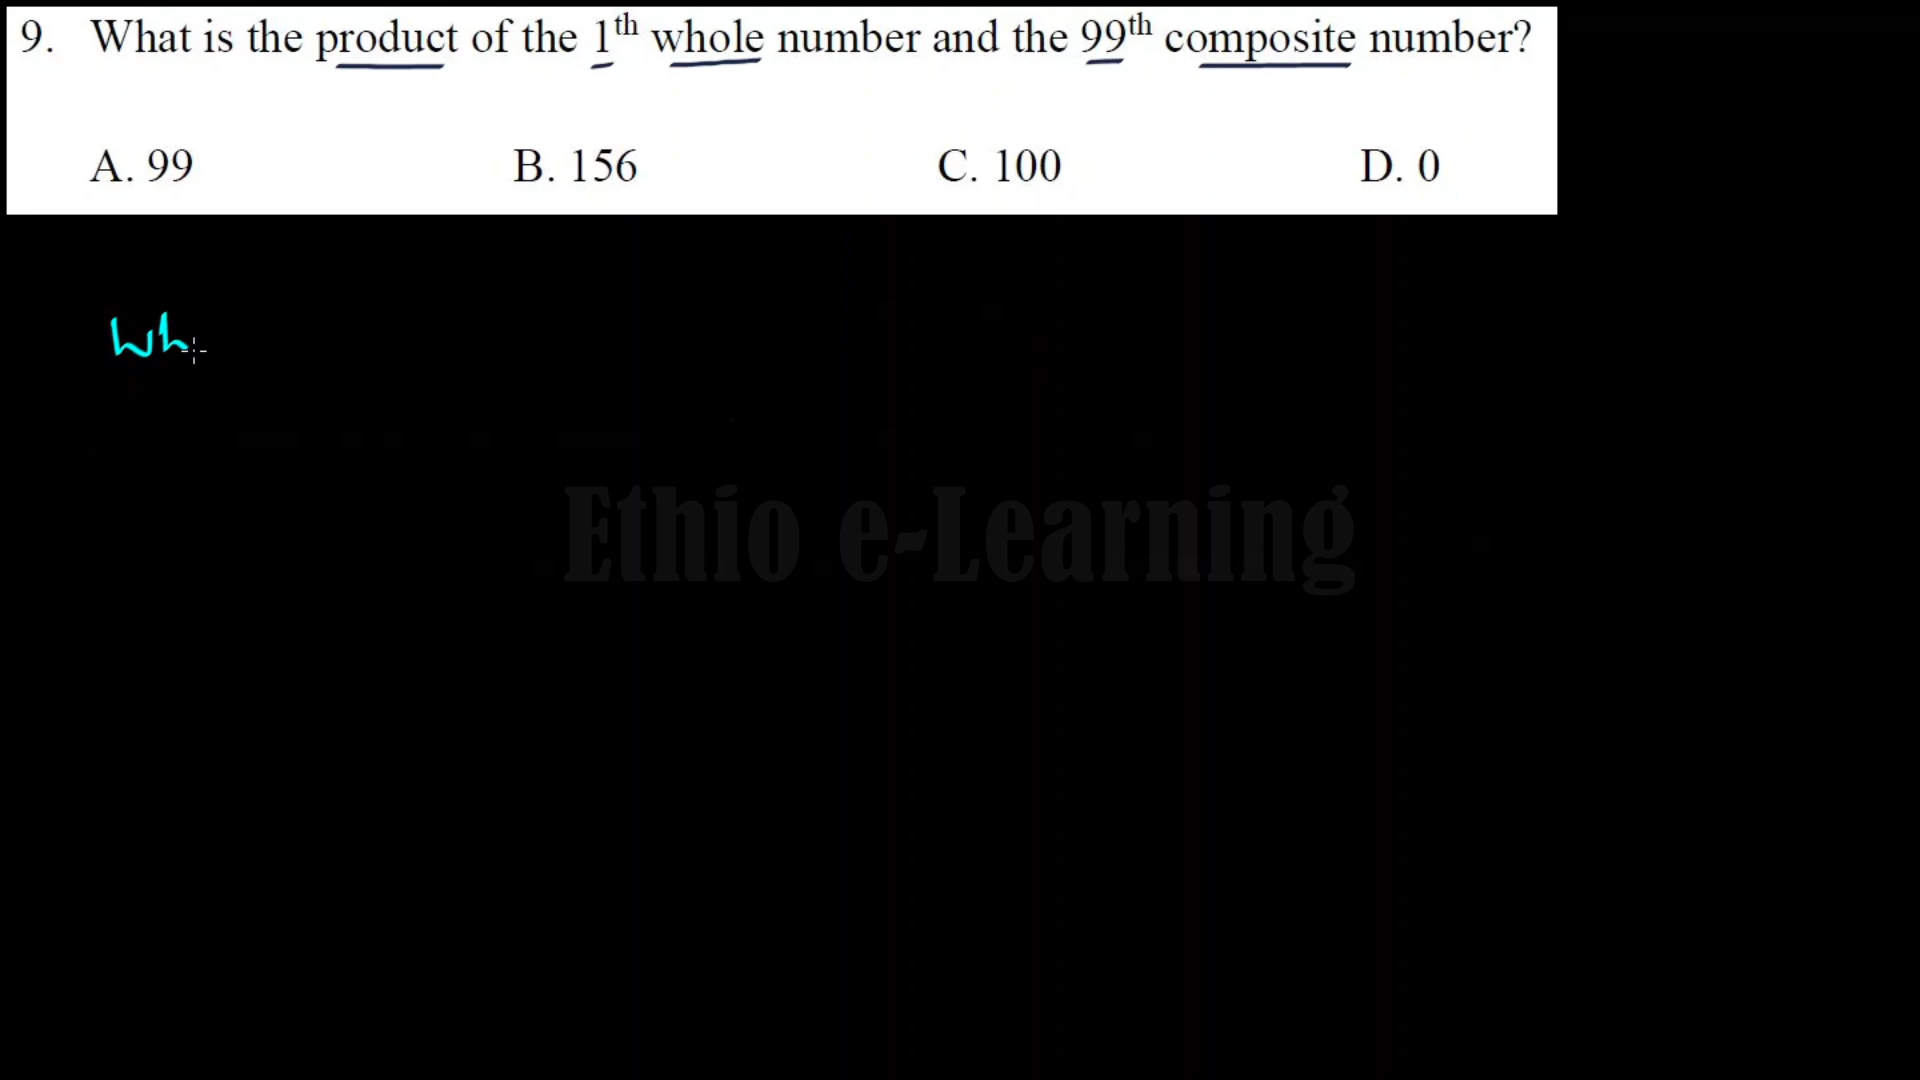 9. What is the product of the 1th whole number and the 99th composite number?
A. 99 B. 156 C. 100 D. 0
Wh
Ethio e-Learning